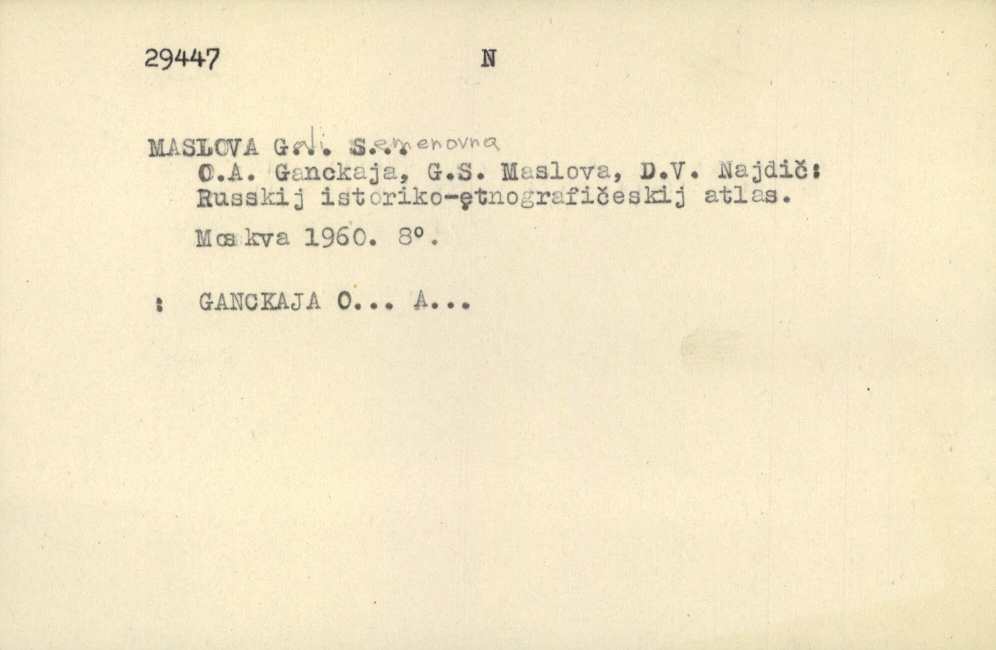 29447 N
MASLOVA G... S...emenovna
O.A. Ganckaja, G.S. Maslova, D.V. Najdič:
Russkij istoriko-ętnografičeskij atlas.
Moskva 1960. 8°.
: GANCKAJA O... A...